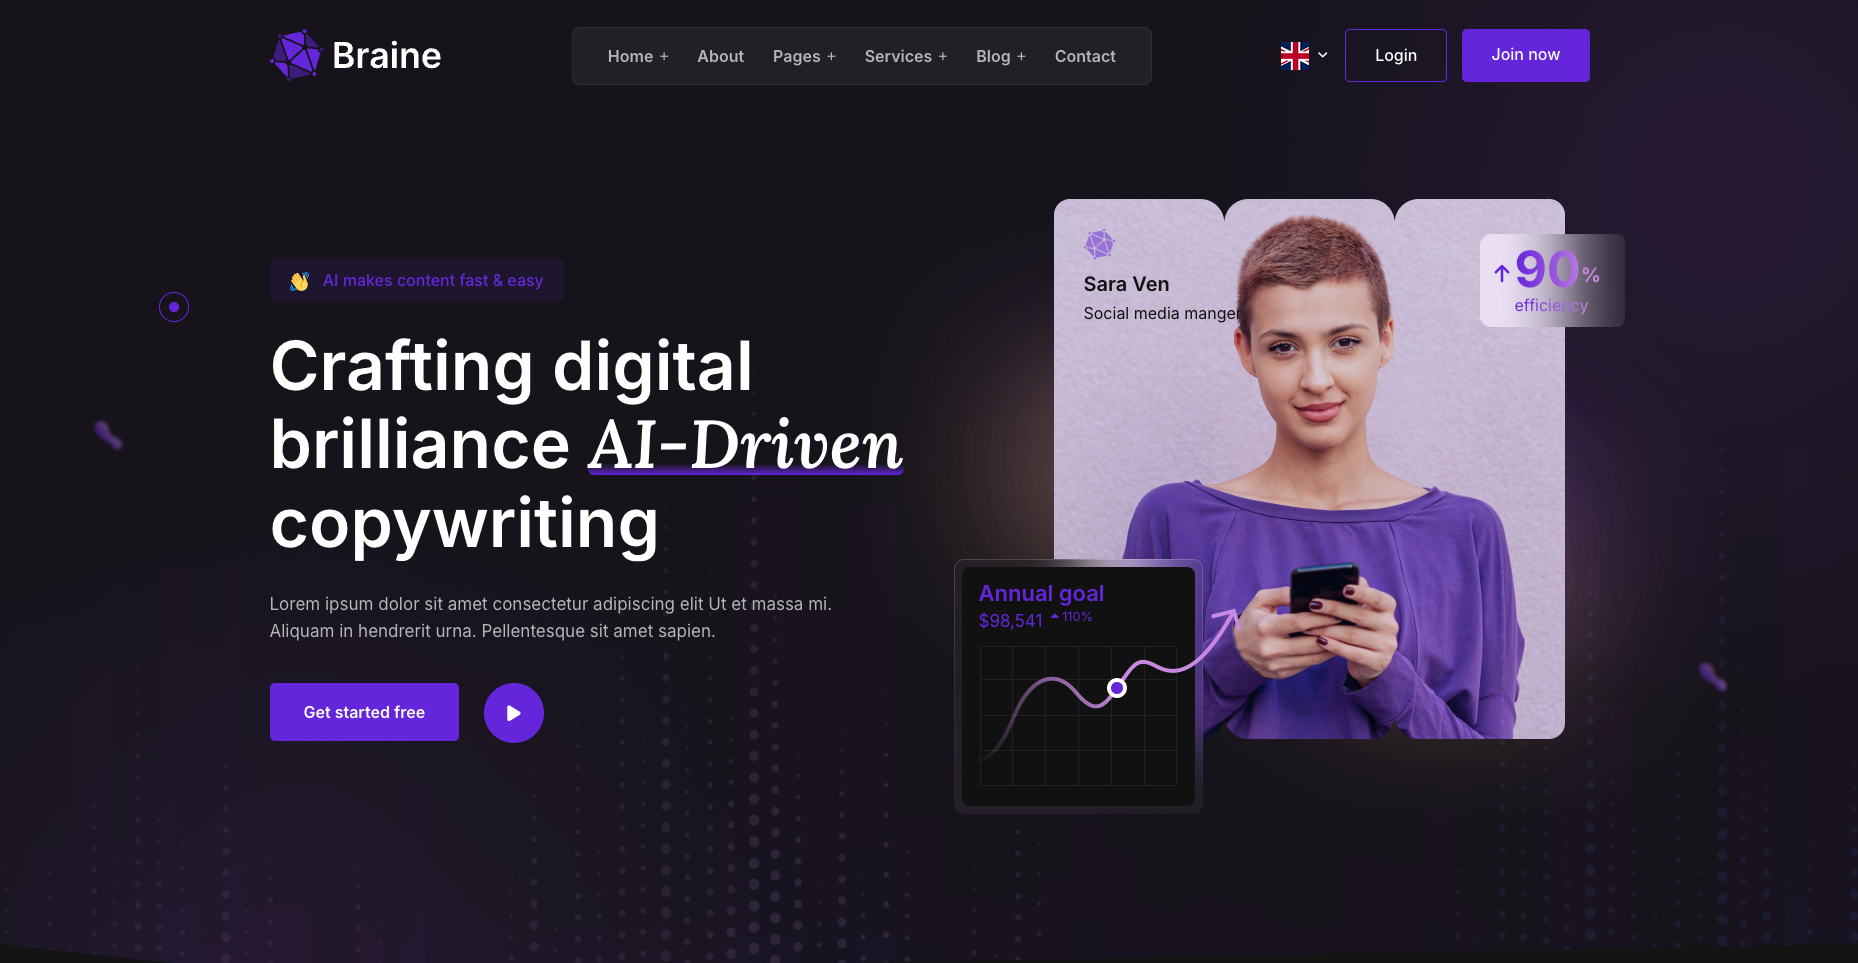 Braine
Home +
About
Pages +
Services +
Blog +
Contact
Login
Join now
👋 AI makes content fast & easy
Crafting digital
brilliance AI-Driven
copywriting
Lorem ipsum dolor sit amet consectetur adipiscing elit Ut et massa mi.
Aliquam in hendrerit urna. Pellentesque sit amet sapien.
Get started free
Sara Ven
Social media manger
90%
efficiency
Annual goal
$98,541 110%